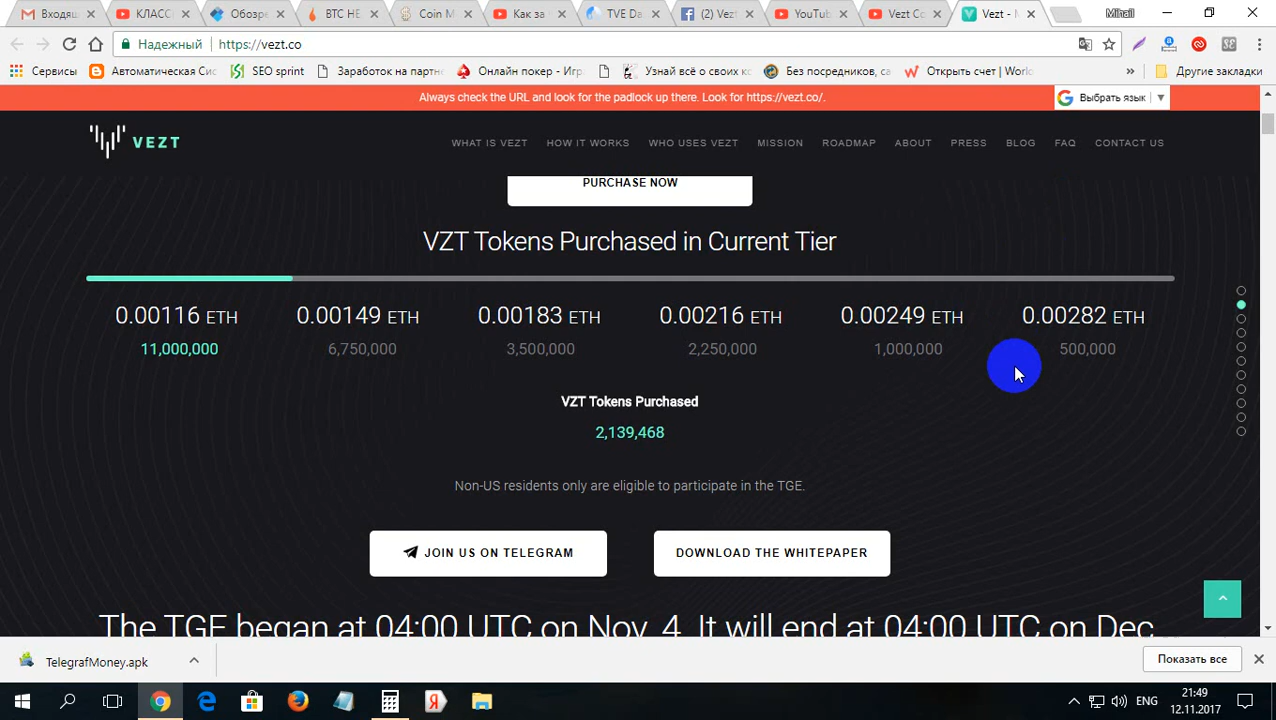 Входящ
КЛАСС
Обозре
BTC HE
Coin M
Как за
TVE Da
(2) Vezt
YouTub
Vezt Co
Vezt - M
Mihail
Надежный
https://vezt.co
Сервисы
Автоматическая Сис
SEO sprint
Заработок на партн
Онлайн покер - Игр
Узнай всё о своих ко
Без посредников, са
Открыть счет | Worl
»
Другие закладки
Always check the URL and look for the padlock up there. Look for https://vezt.co/.
Выбрать язык
VEZT
WHAT IS VEZT
HOW IT WORKS
WHO USES VEZT
MISSION
ROADMAP
ABOUT
PRESS
BLOG
FAQ
CONTACT US
PURCHASE NOW
VZT Tokens Purchased in Current Tier
0.00116 ETH
0.00149 ETH
0.00183 ETH
0.00216 ETH
0.00249 ETH
0.00282 ETH
11,000,000
6,750,000
3,500,000
2,250,000
1,000,000
500,000
VZT Tokens Purchased
2,139,468
Non-US residents only are eligible to participate in the TGE.
JOIN US ON TELEGRAM
DOWNLOAD THE WHITEPAPER
The TGE began at 04:00 UTC on Nov. 4. It will end at 04:00 UTC on Dec.
TelegrafMoney.apk
Показать все
ENG
21:49
12.11.2017